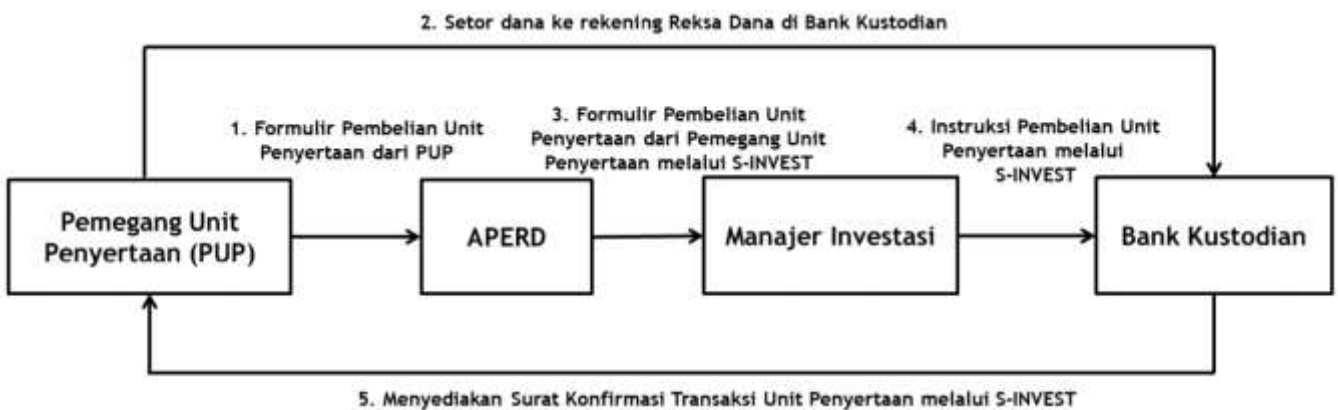 2. Setor dana ke rekening Reksa Dana di Bank Kustodian
1. Formulir Pembelian Unit
Penyertaan dari PUP
3. Formulir Pembelian Unit
Penyertaan dari Pemegang Unit
Penyertaan melalui S-INVEST
4. Instruksi Pembelian Unit
Penyertaan melalui
S-INVEST
Pemegang Unit
Penyertaan (PUP)
APERD
Manajer Investasi
Bank Kustodian
5. Menyediakan Surat Konfirmasi Transaksi Unit Penyertaan melalui S-INVEST